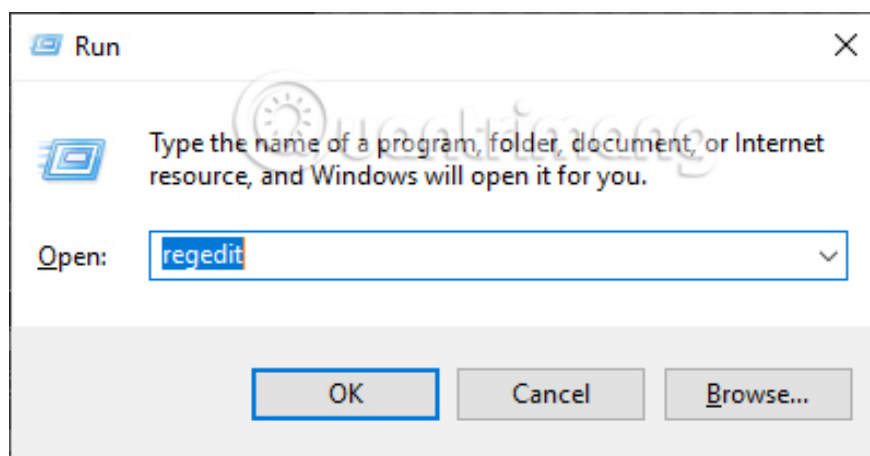 Run
Quantrimang
Type the name of a program, folder, document, or Internet
resource, and Windows will open it for you.
Open: regedit
OK Cancel Browse...